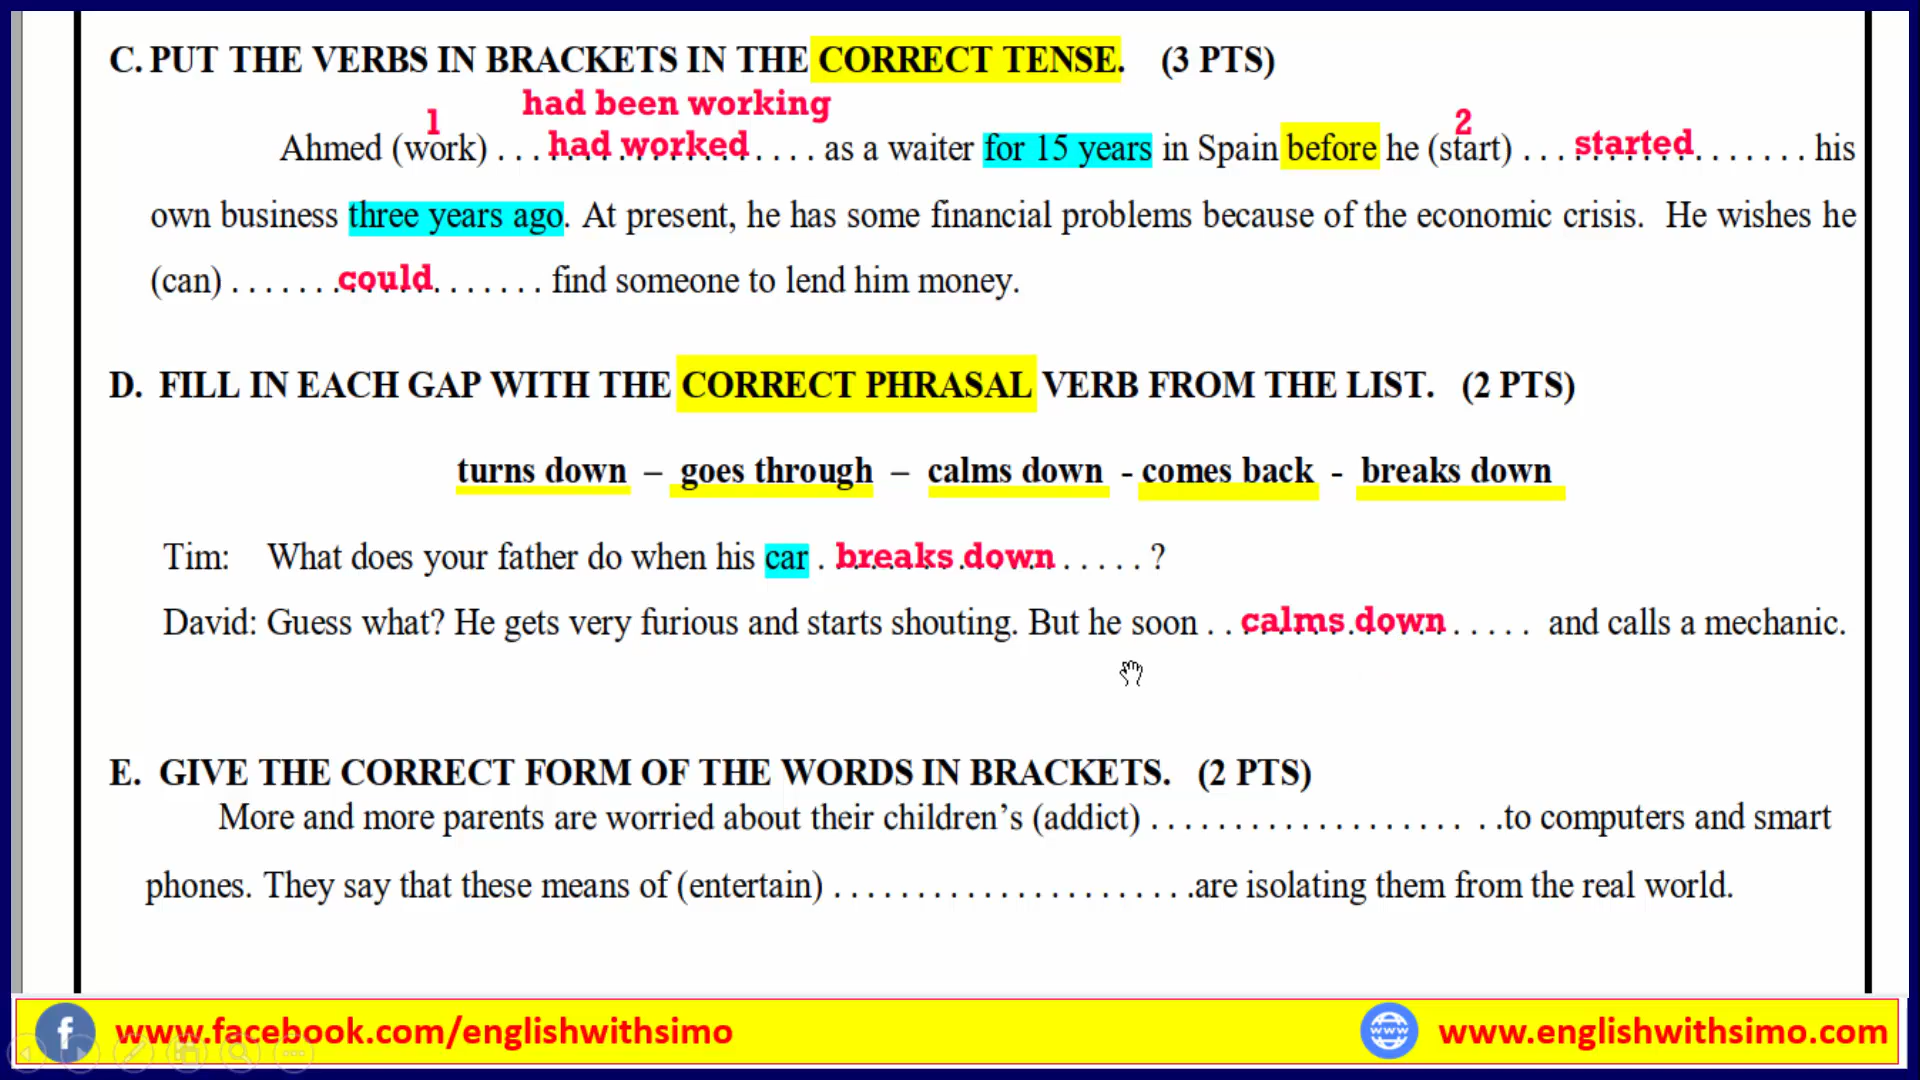 C. PUT THE VERBS IN BRACKETS IN THE CORRECT TENSE. (3 PTS)
had been working
1 2
Ahmed (work) . . . . had worked . . . . as a waiter for 15 years in Spain before he (start) . . . . started . . . . . . . his
own business three years ago. At present, he has some financial problems because of the economic crisis. He wishes he
(can) . . . . . . . could . . . . . . . find someone to lend him money.
D. FILL IN EACH GAP WITH THE CORRECT PHRASAL VERB FROM THE LIST. (2 PTS)
turns down – goes through – calms down - comes back - breaks down
Tim: What does your father do when his car . breaks down . . . . . . ?
David: Guess what? He gets very furious and starts shouting. But he soon . . calms down . . . . . and calls a mechanic.
E. GIVE THE CORRECT FORM OF THE WORDS IN BRACKETS. (2 PTS)
More and more parents are worried about their children’s (addict) . . . . . . . . . . . . . . . . . . . . . . .to computers and smart
phones. They say that these means of (entertain) . . . . . . . . . . . . . . . . . . . . . .are isolating them from the real world.
f www.facebook.com/englishwithsimo www www.englishwithsimo.com